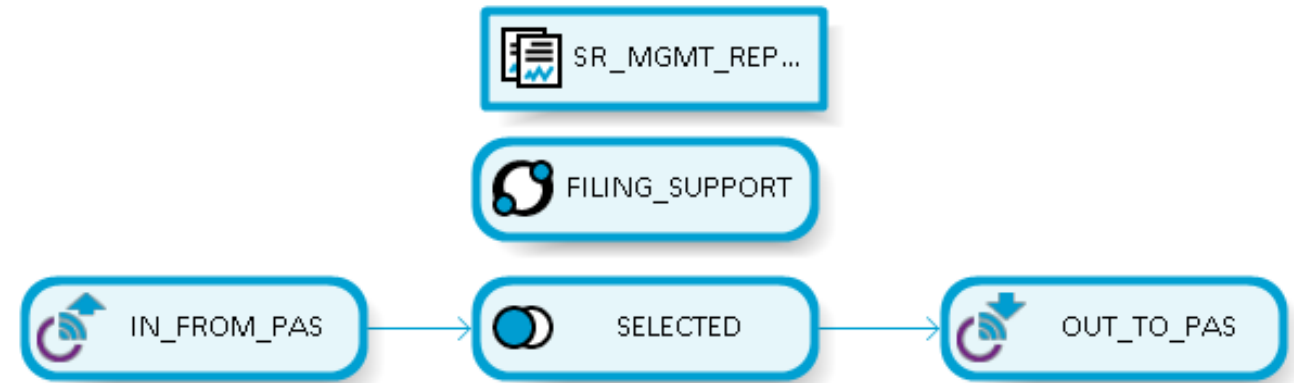 SR_MGMT_REP...
FILING_SUPPORT
IN_FROM_PAS
SELECTED
OUT_TO_PAS